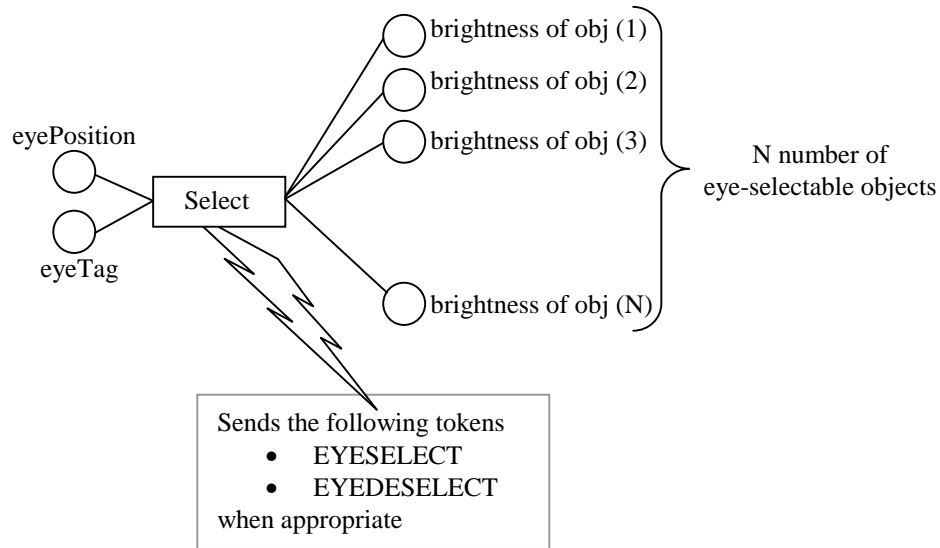 brightness of obj (1)
brightness of obj (2)
eyePosition
brightness of obj (3)
N number of
eye-selectable objects
Select
eyeTag
brightness of obj (N)
Sends the following tokens
• EYESELECT
• EYEDESELECT
when appropriate